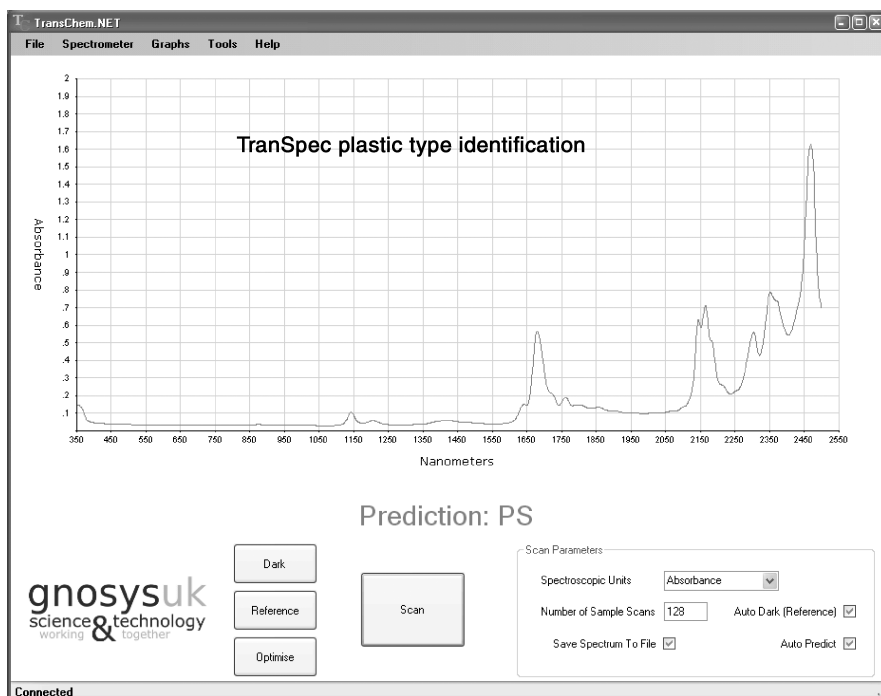 TransChem.NET
File Spectrometer Graphs Tools Help
TranSpec plastic type identification
Absorbance
2
1.9
1.8
1.7
1.6
1.5
1.4
1.3
1.2
1.1
1
.9
.8
.7
.6
.5
.4
.3
.2
.1
350 450 550 650 750 850 950 1050 1150 1250 1350 1450 1550 1650 1750 1850 1950 2050 2150 2250 2350 2450 2550
Nanometers
Prediction: PS
gnosysuk
science&technology
working together
Dark
Reference
Optimise
Scan
Scan Parameters
Spectroscopic Units Absorbance
Number of Sample Scans 128 Auto Dark (Reference)
Save Spectrum To File Auto Predict
Connected